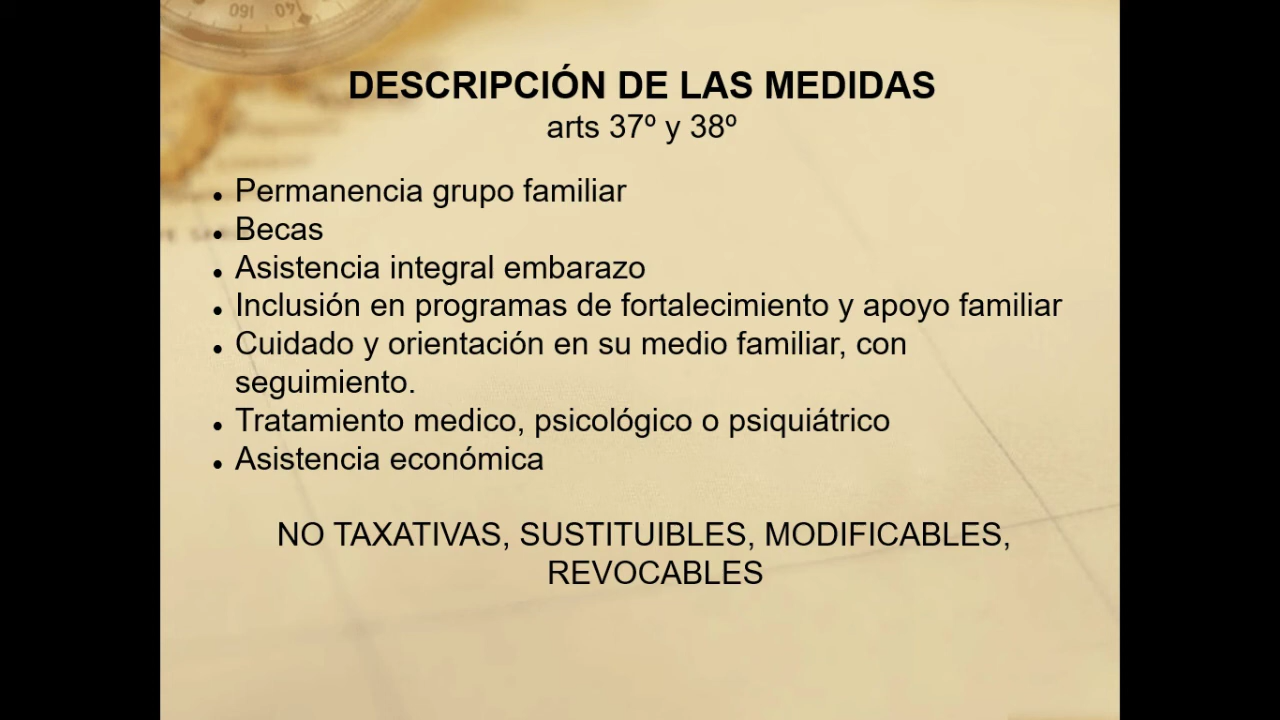 DESCRIPCIÓN DE LAS MEDIDAS
arts 37º y 38º
• Permanencia grupo familiar
• Becas
• Asistencia integral embarazo
• Inclusión en programas de fortalecimiento y apoyo familiar
• Cuidado y orientación en su medio familiar, con
seguimiento.
• Tratamiento medico, psicológico o psiquiátrico
• Asistencia económica
NO TAXATIVAS, SUSTITUIBLES, MODIFICABLES,
REVOCABLES